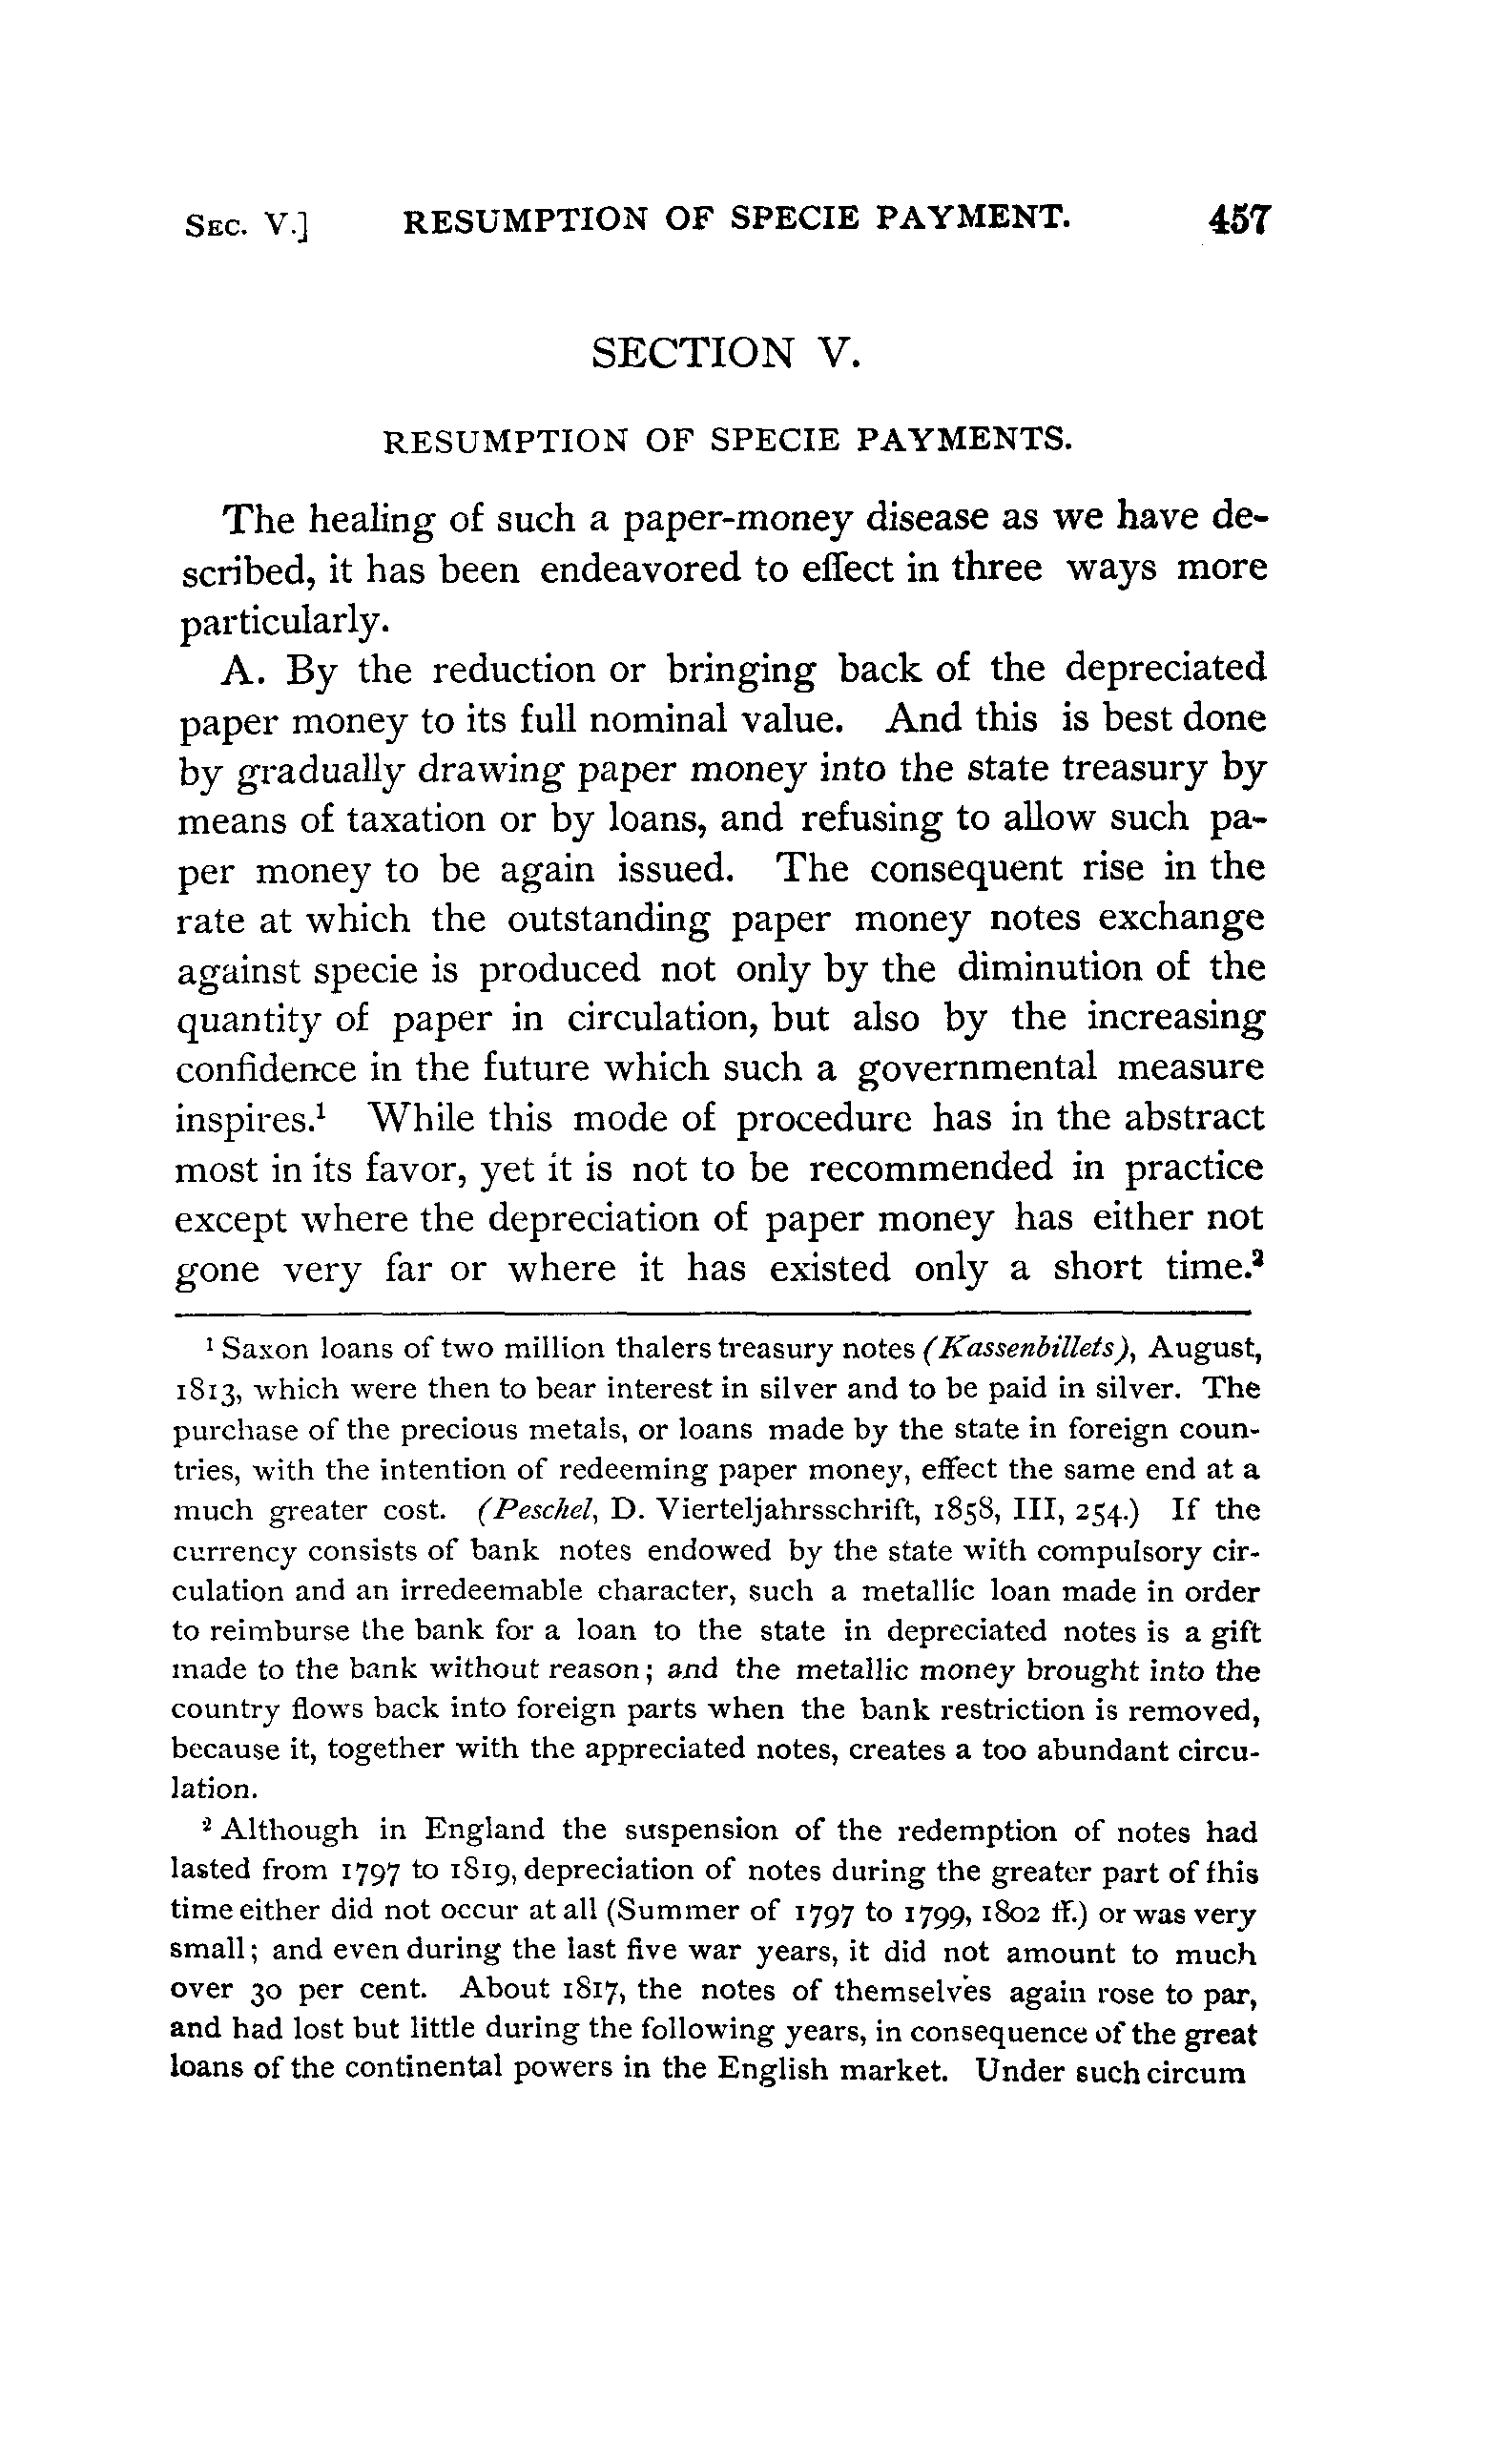 SEC. V.] RESUMPTION OF SPECIE PAYMENT. 457
SECTION V.
RESUMPTION OF SPECIE PAYMENTS.
The healing of such a paper-money disease as we have de-
scribed, it has been endeavored to effect in three ways more
particularly.
A. By the reduction or bringing back of the depreciated
paper money to its full nominal value. And this is best done
by gradually drawing paper money into the state treasury by
means of taxation or by loans, and refusing to allow such pa-
per money to be again issued. The consequent rise in the
rate at which the outstanding paper money notes exchange
against specie is produced not only by the diminution of the
quantity of paper in circulation, but also by the increasing
confidence in the future which such a governmental measure
inspires.¹ While this mode of procedure has in the abstract
most in its favor, yet it is not to be recommended in practice
except where the depreciation of paper money has either not
gone very far or where it has existed only a short time.²
¹ Saxon loans of two million thalers treasury notes (Kassenbillets), August,
1813, which were then to bear interest in silver and to be paid in silver. The
purchase of the precious metals, or loans made by the state in foreign coun-
tries, with the intention of redeeming paper money, effect the same end at a
much greater cost. (Peschel, D. Vierteljahrsschrift, 1858, III, 254.) If the
currency consists of bank notes endowed by the state with compulsory cir-
culation and an irredeemable character, such a metallic loan made in order
to reimburse the bank for a loan to the state in depreciated notes is a gift
made to the bank without reason; and the metallic money brought into the
country flows back into foreign parts when the bank restriction is removed,
because it, together with the appreciated notes, creates a too abundant circu-
lation.
² Although in England the suspension of the redemption of notes had
lasted from 1797 to 1819, depreciation of notes during the greater part of this
time either did not occur at all (Summer of 1797 to 1799, 1802 ff.) or was very
small; and even during the last five war years, it did not amount to much
over 30 per cent. About 1817, the notes of themselves again rose to par,
and had lost but little during the following years, in consequence of the great
loans of the continental powers in the English market. Under such circum